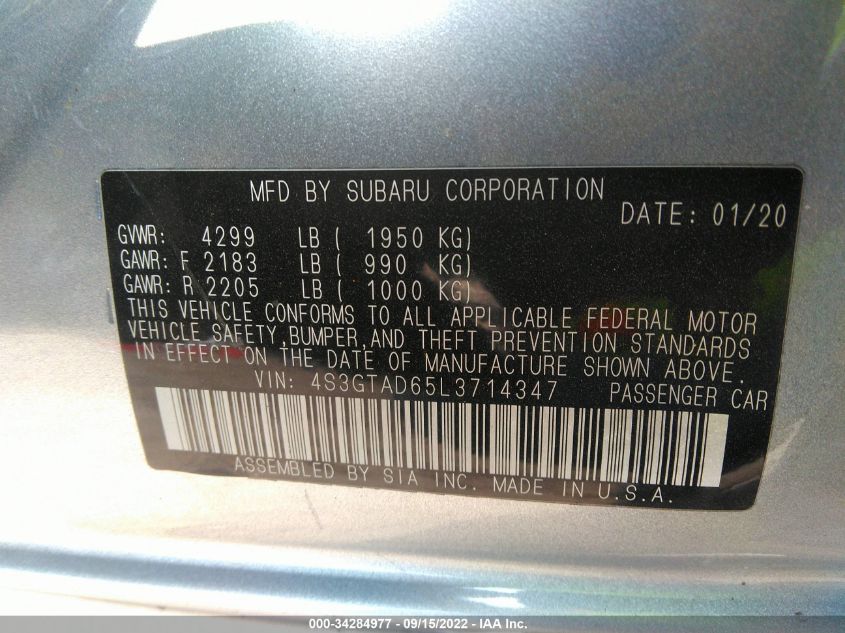 MFD BY SUBARU CORPORATION
DATE: 01/20
GVWR: 4299 LB ( 1950 KG)
GAWR: F 2183 LB ( 990 KG)
GAWR: R 2205 LB ( 1000 KG)
THIS VEHICLE CONFORMS TO ALL APPLICABLE FEDERAL MOTOR
VEHICLE SAFETY,BUMPER,AND THEFT PREVENTION STANDARDS
IN EFFECT ON THE DATE OF MANUFACTURE SHOWN ABOVE.
VIN: 4S3GTAD65L3714347 PASSENGER CAR
ASSEMBLED BY SIA INC. MADE IN U.S.A.
000-34284977 - 09/15/2022 - IAA Inc.